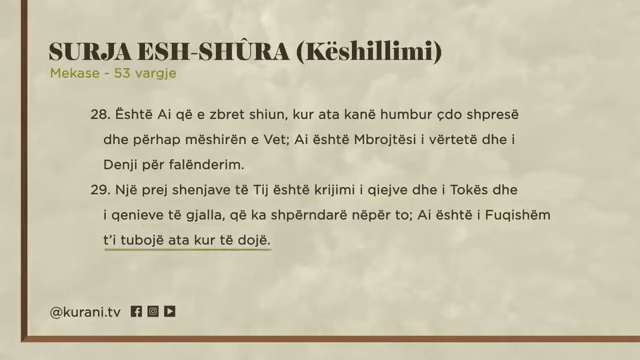 SURJA ESH-SHÛRA (Këshillimi)
Mekase - 53 vargje
28. Është Ai që e zbret shiun, kur ata kanë humbur çdo shpresë
dhe përhap mëshirën e Vet; Ai është Mbrojtësi i vërtetë dhe i
Denji për falënderim.
29. Një prej shenjave të Tij është krijimi i qiejve dhe i Tokës dhe
i qenieve të gjalla, që ka shpërndarë nëpër to; Ai është i Fuqishëm
t’i tubojë ata kur të dojë.
@kurani.tv